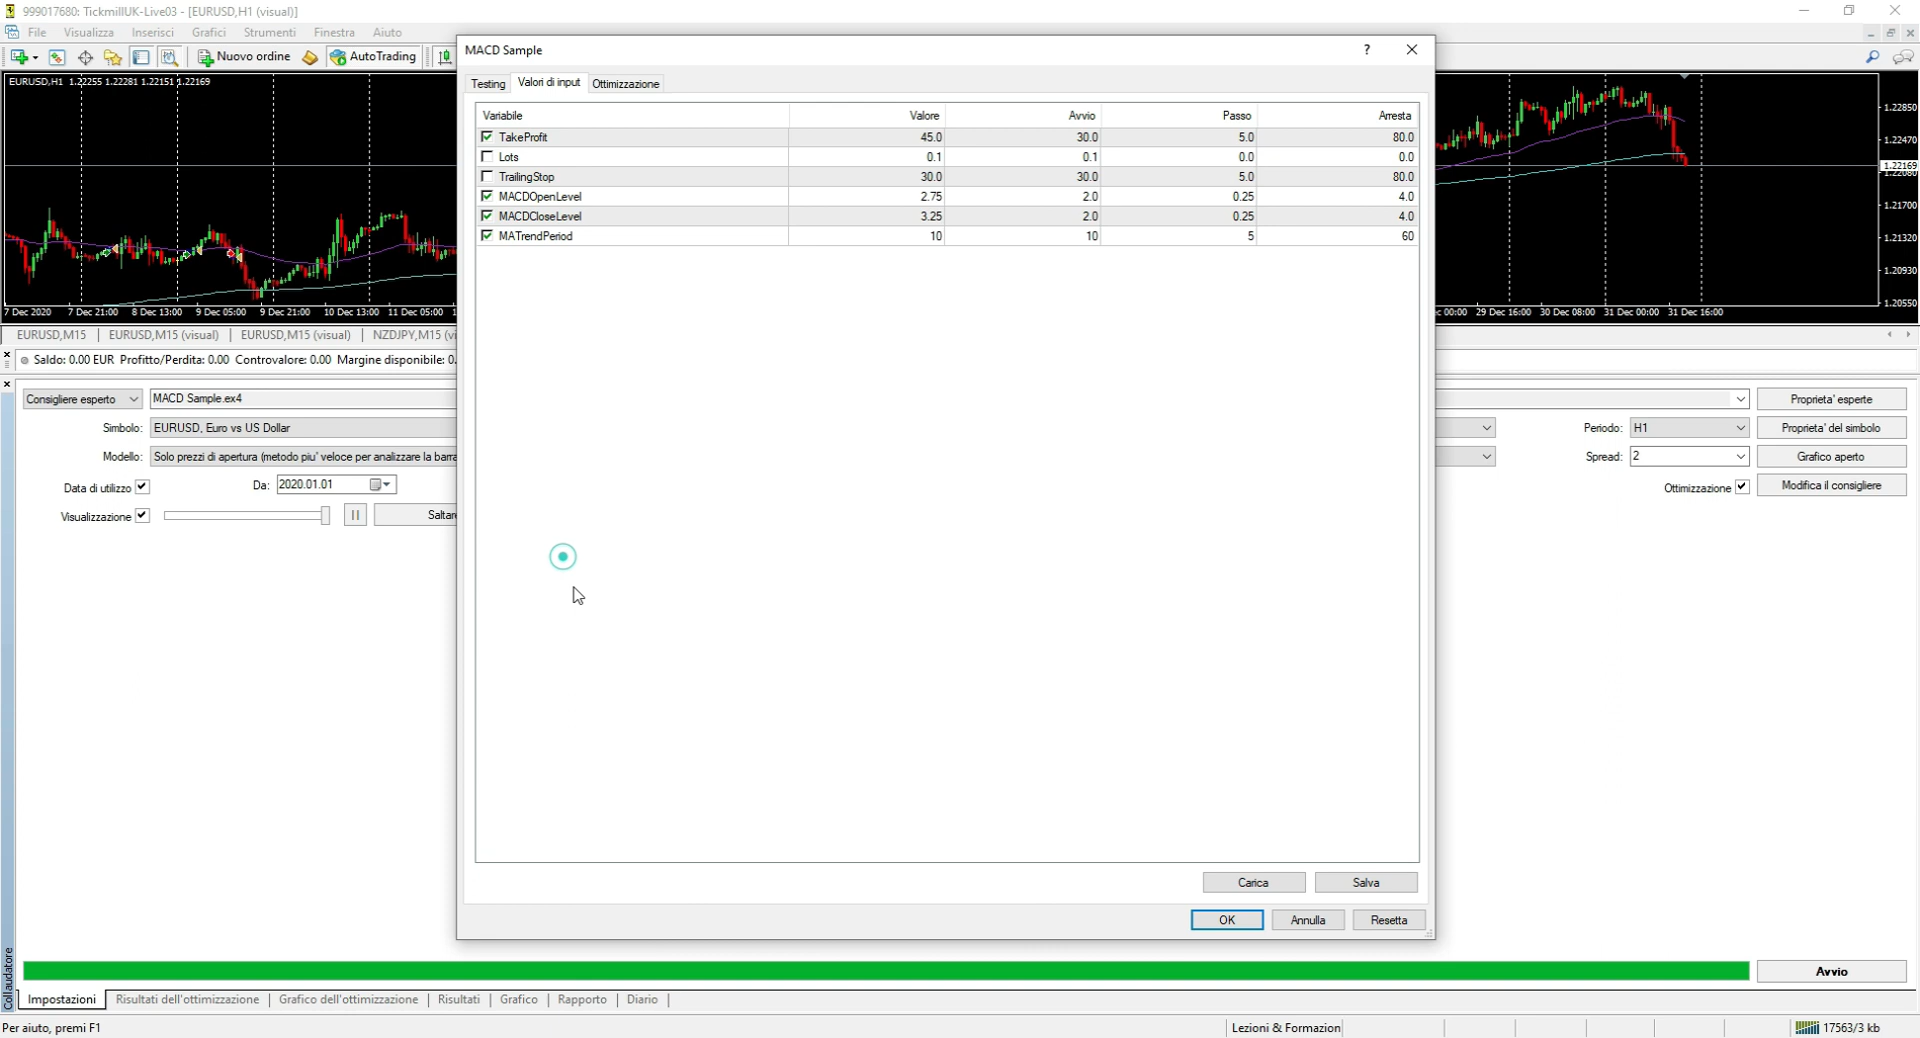 999017680: TickmillUK-Live03 - [EURUSD,H1 (visual)]
File Visualizza Inserisci Grafici Strumenti Finestra Aiuto
Nuovo ordine AutoTrading
EURUSD,H1 1.22255 1.22281 1.22151 1.22169
7 Dec 2020 7 Dec 21:00 8 Dec 13:00 9 Dec 05:00 9 Dec 21:00 10 Dec 13:00 11 Dec 05:00
EURUSD,M15 EURUSD,M15 (visual) EURUSD,M15 (visual) NZDJPY,M15 (vi
Saldo: 0.00 EUR Profitto/Perdita: 0.00 Controvalore: 0.00 Margine disponibile: 0.
MACD Sample ?
Testing Valori di input Ottimizzazione
Variabile Valore Avvio Passo Arresta
TakeProfit 45.0 30.0 5.0 80.0
Lots 0.1 0.1 0.0 0.0
TrailingStop 30.0 30.0 5.0 80.0
MACDOpenLevel 2.75 2.0 0.25 4.0
MACDCloseLevel 3.25 2.0 0.25 4.0
MATrendPeriod 10 10 5 60
Carica Salva
OK Annulla Resetta
1.22850
1.22470
1.22169
1.22080
1.21700
1.21320
1.20930
1.20550
c 00:00 29 Dec 16:00 30 Dec 08:00 31 Dec 00:00 31 Dec 16:00
Consigliere esperto MACD Sample.ex4 Proprieta' esperte
Simbolo: EURUSD, Euro vs US Dollar Periodo: H1 Proprieta' del simbolo
Modello: Solo prezzi di apertura (metodo piu' veloce per analizzare la barra Spread: 2 Grafico aperto
Data di utilizzo Da: 2020.01.01 Ottimizzazione Modifica il consigliere
Visualizzazione Saltare
Collaudatore
Avvio
Impostazioni Risultati dell'ottimizzazione Grafico dell'ottimizzazione Risultati Grafico Rapporto Diario
Per aiuto, premi F1 Lezioni & Formazion 17563/3 kb